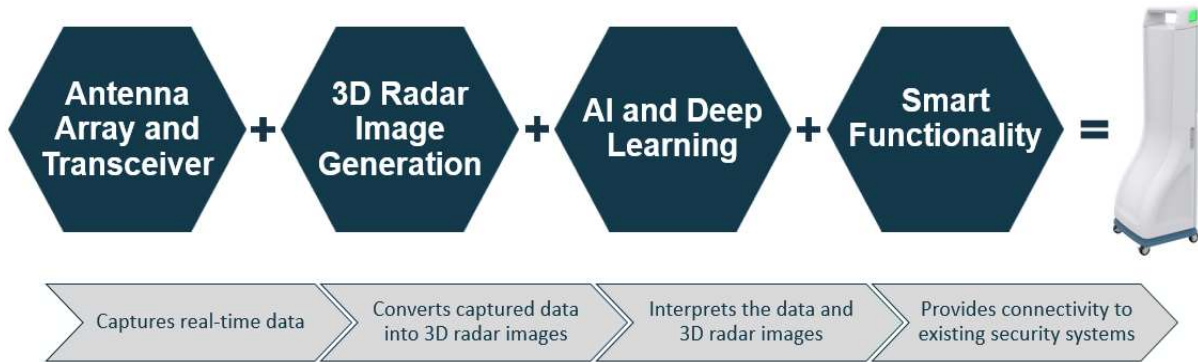 Antenna
Array and
Transceiver
+
3D Radar
Image
Generation
+
AI and Deep
Learning
+
Smart
Functionality
=
Captures real-time data
Converts captured data
into 3D radar images
Interprets the data and
3D radar images
Provides connectivity to
existing security systems